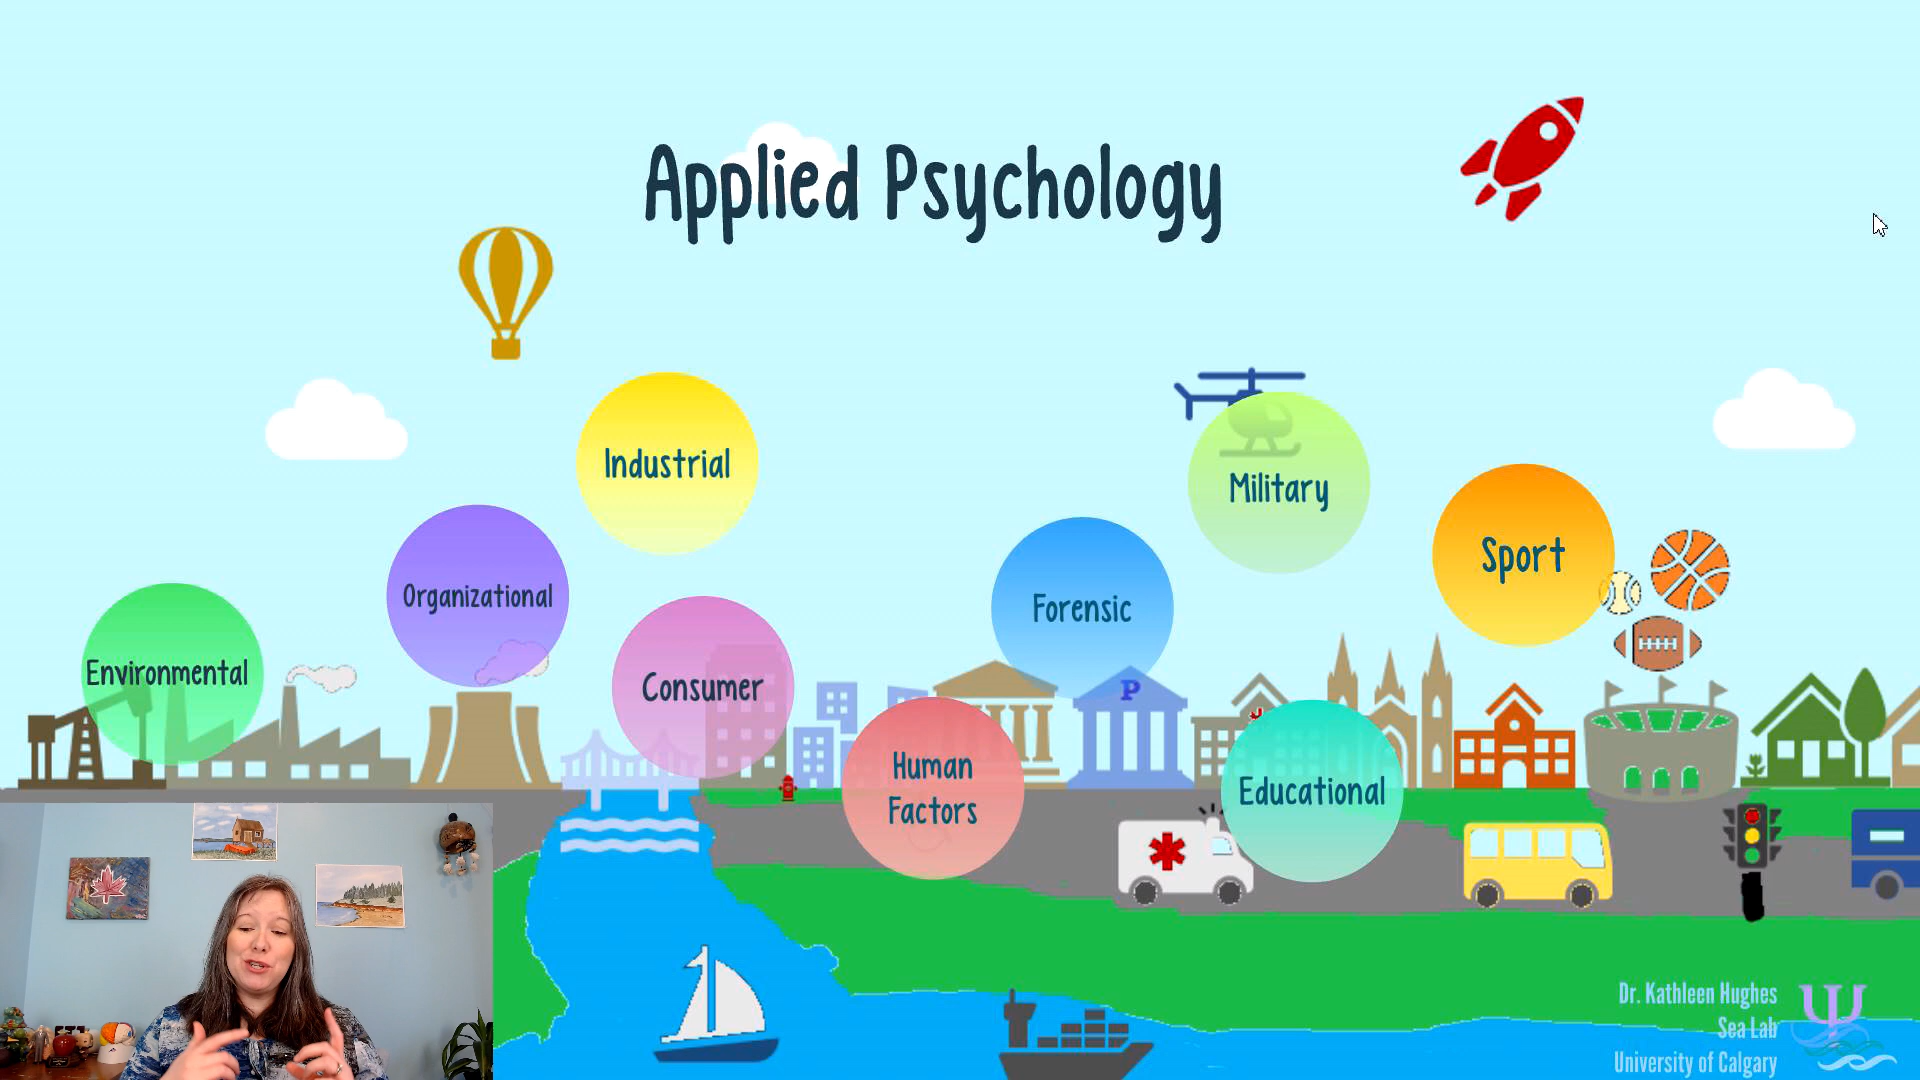 Applied Psychology
Industrial
Military
Sport
Organizational
Forensic
Environmental
Consumer
P
Human
Factors
Educational
Dr. Kathleen Hughes
Sea Lab
University of Calgary